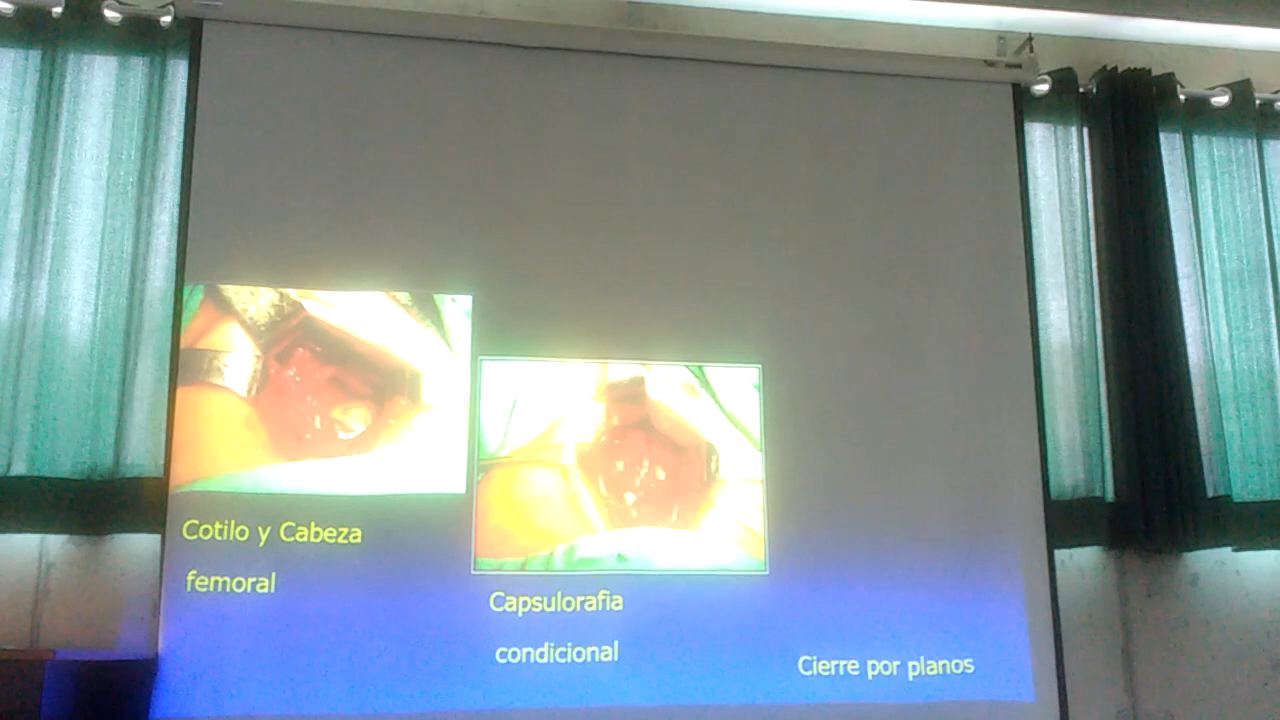 Cotilo y Cabeza
femoral
Capsulorafia
condicional
Cierre por planos